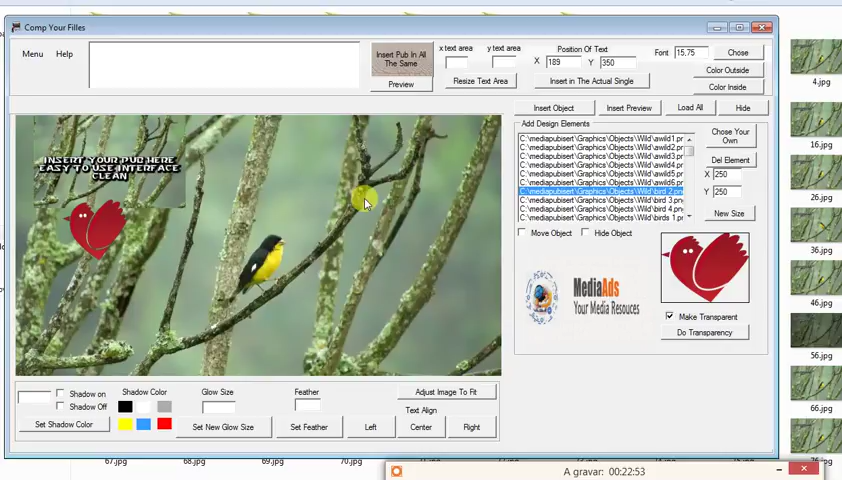 Comp Your Filles
Menu Help
Insert Pub In All
The Same
Preview
x text area y text area
Resize Text Area
Position Of Text
X 189 Y 350
Insert in The Actual Single
Font 15,75 Chose
Color Outside
Color Inside
Insert Object Insert Preview Load All Hide
Add Design Elements
C:\mediapubisert\Graphics\Objects\Wild\awild1.pr
C:\mediapubisert\Graphics\Objects\Wild\awild2.pr
C:\mediapubisert\Graphics\Objects\Wild\awild3.pr
C:\mediapubisert\Graphics\Objects\Wild\awild4.pr
C:\mediapubisert\Graphics\Objects\Wild\awild5.pr
C:\mediapubisert\Graphics\Objects\Wild\awild6.pr
C:\mediapubisert\Graphics\Objects\Wild\bird 2.png
C:\mediapubisert\Graphics\Objects\Wild\bird 3.png
C:\mediapubisert\Graphics\Objects\Wild\bird 4.png
C:\mediapubisert\Graphics\Objects\Wild\birds 1.pr
Chose Your
Own
Del Element
X 250
Y 250
New Size
Move Object Hide Object
MediaAds
Your Media Resouces
Make Transparent
Do Transparency
INSERT YOUR PUB HERE
EASY TO USE INTERFACE
CLEAN
Shadow on
Shadow Off
Set Shadow Color
Shadow Color
Glow Size
Set New Glow Size
Feather
Set Feather
Adjust Image To Fit
Text Align
Left Center Right
4.jpg
16.jpg
26.jpg
36.jpg
46.jpg
56.jpg
66.jpg
67.jpg 68.jpg 69.jpg 70.jpg
A gravar: 00:22:53